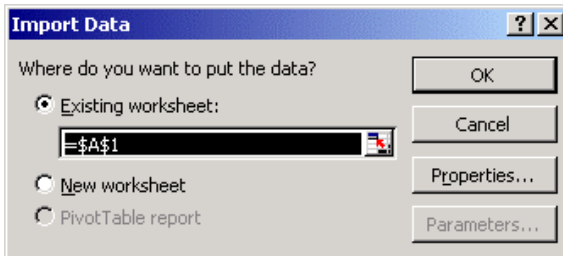 Import Data
Where do you want to put the data?
Existing worksheet:
=$A$1
New worksheet
PivotTable report
OK
Cancel
Properties...
Parameters...